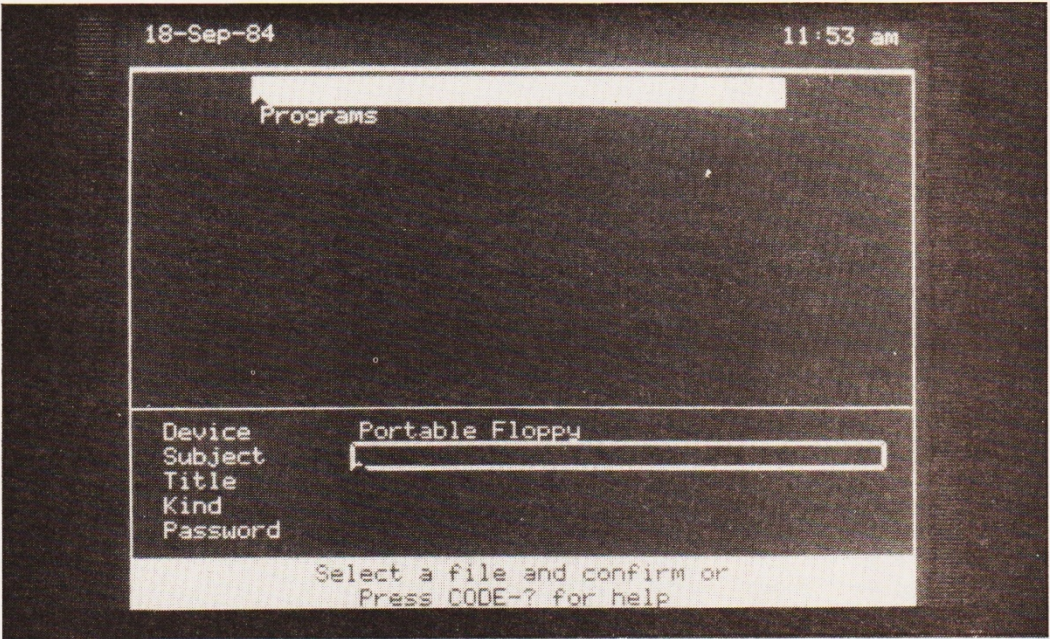 18-Sep-84
11:53 am
Programs
Device Portable Floppy
Subject
Title
Kind
Password
Select a file and confirm or
Press CODE-? for help